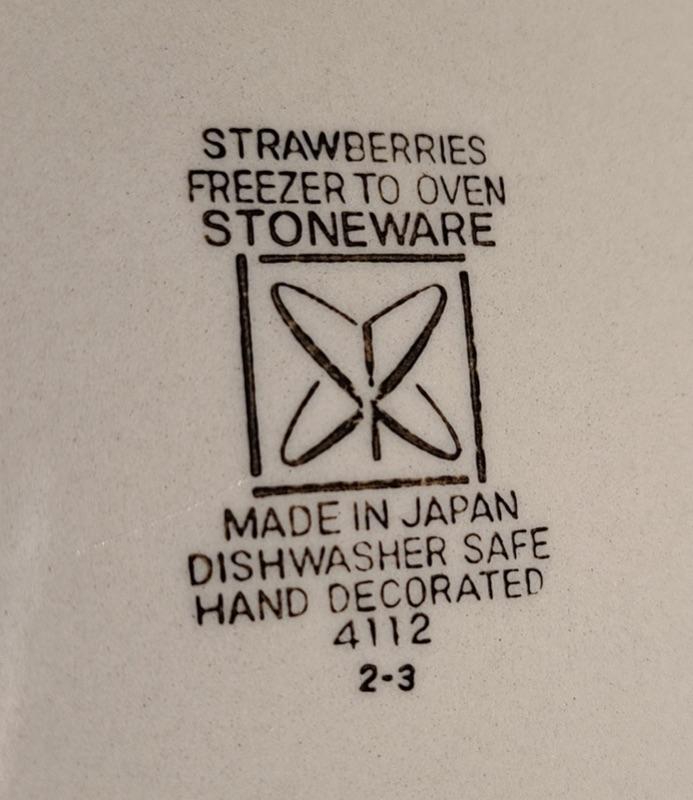 STRAWBERRIES
FREEZER TO OVEN
STONEWARE
MADE IN JAPAN
DISHWASHER SAFE
HAND DECORATED
4112
2-3